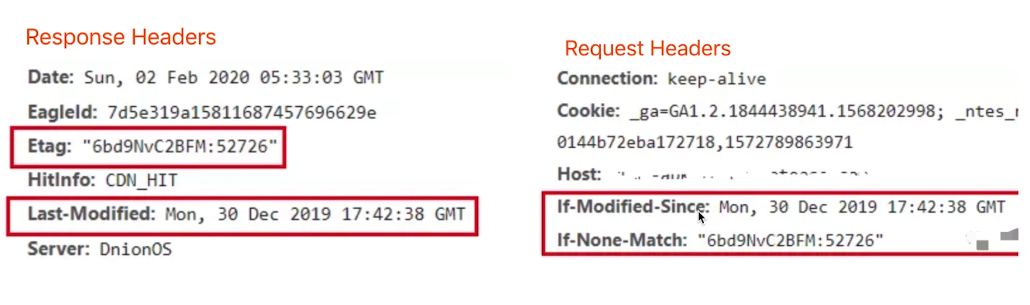 Response Headers
Date: Sun, 02 Feb 2020 05:33:03 GMT
EagleId: 7d5e319a15811687457696629e
Etag: "6bd9NvC2BFM:52726"
HitInfo: CDN_HIT
Last-Modified: Mon, 30 Dec 2019 17:42:38 GMT
Server: DnionOS
Request Headers
Connection: keep-alive
Cookie: _ga=GA1.2.1844438941.1568202998; _ntes_
0144b72eba172718,1572789863971
Host:
If-Modified-Since: Mon, 30 Dec 2019 17:42:38 GMT
If-None-Match: "6bd9NvC2BFM:52726"